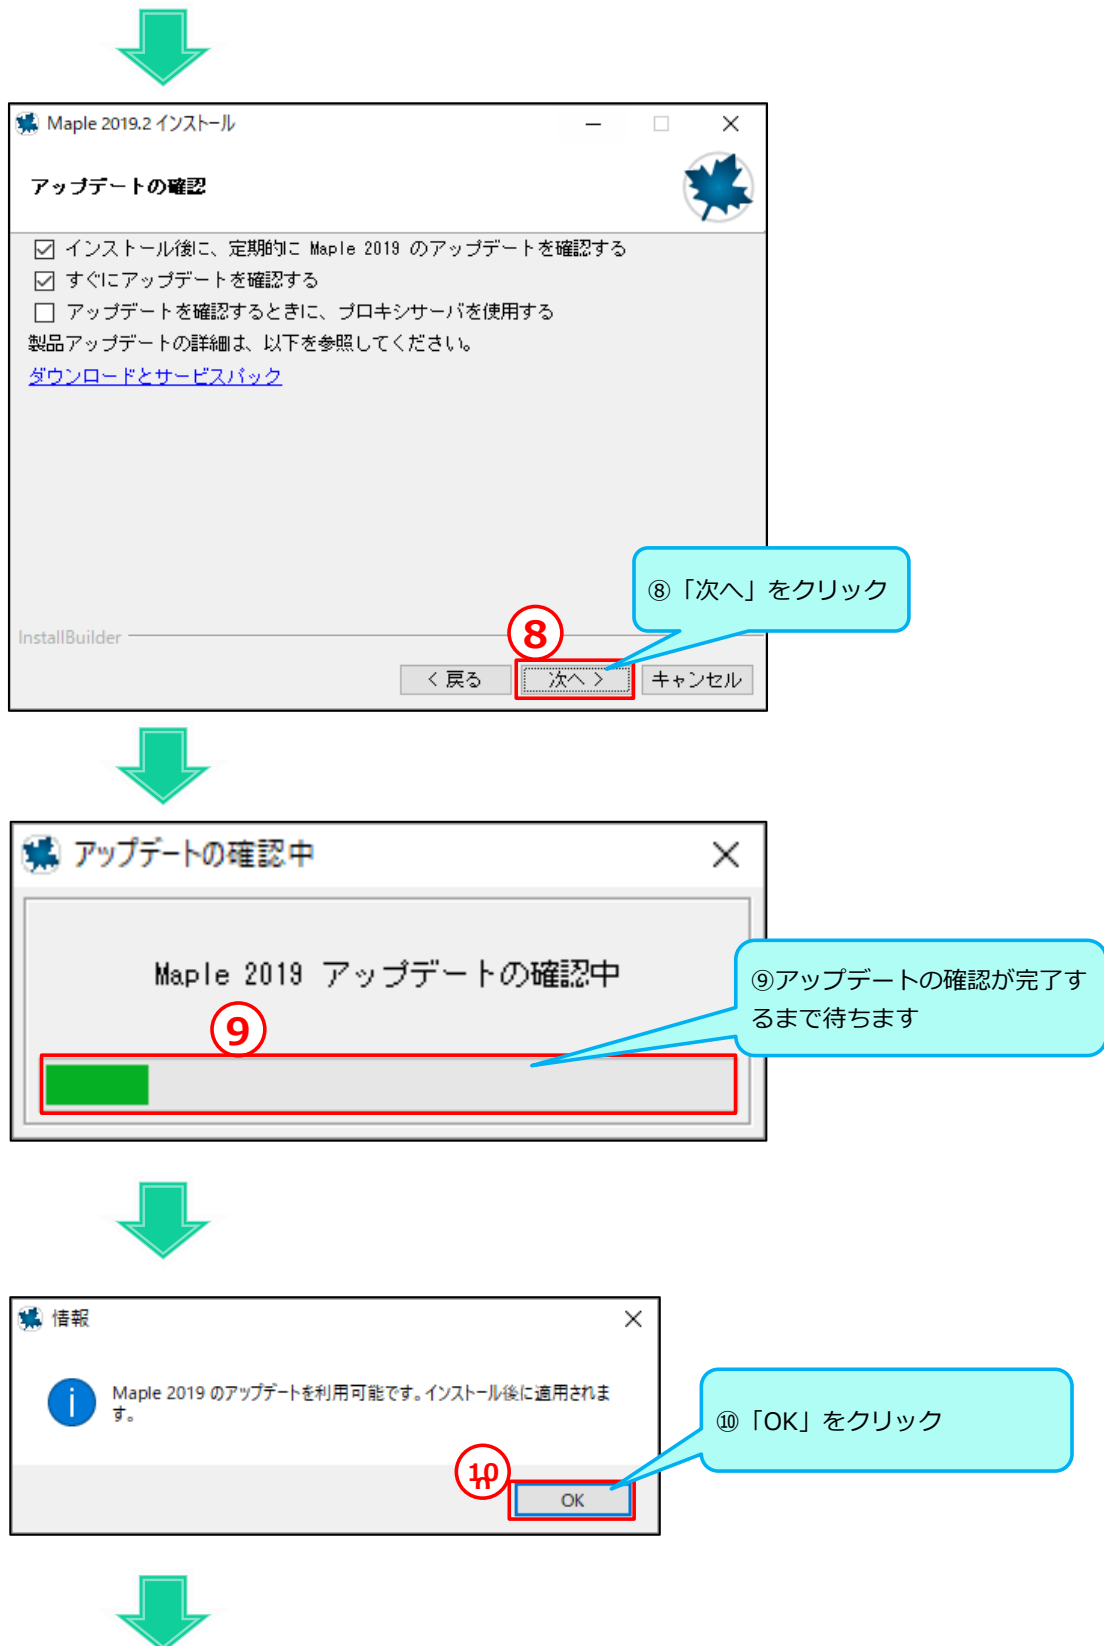 Maple 2019.2 インストール
アップデートの確認
インストール後に、定期的に Maple 2019 のアップデートを確認する
すぐにアップデートを確認する
アップデートを確認するときに、プロキシサーバを使用する
製品アップデートの詳細は、以下を参照してください。
ダウンロードとサービスパック
⑧「次へ」をクリック
InstallBuilder
8
< 戻る
次へ >
キャンセル
アップデートの確認中
Maple 2019 アップデートの確認中
⑨アップデートの確認が完了す
るまで待ちます
9
情報
Maple 2019 のアップデートを利用可能です。インストール後に適用されま
す。
⑩「OK」をクリック
10
OK